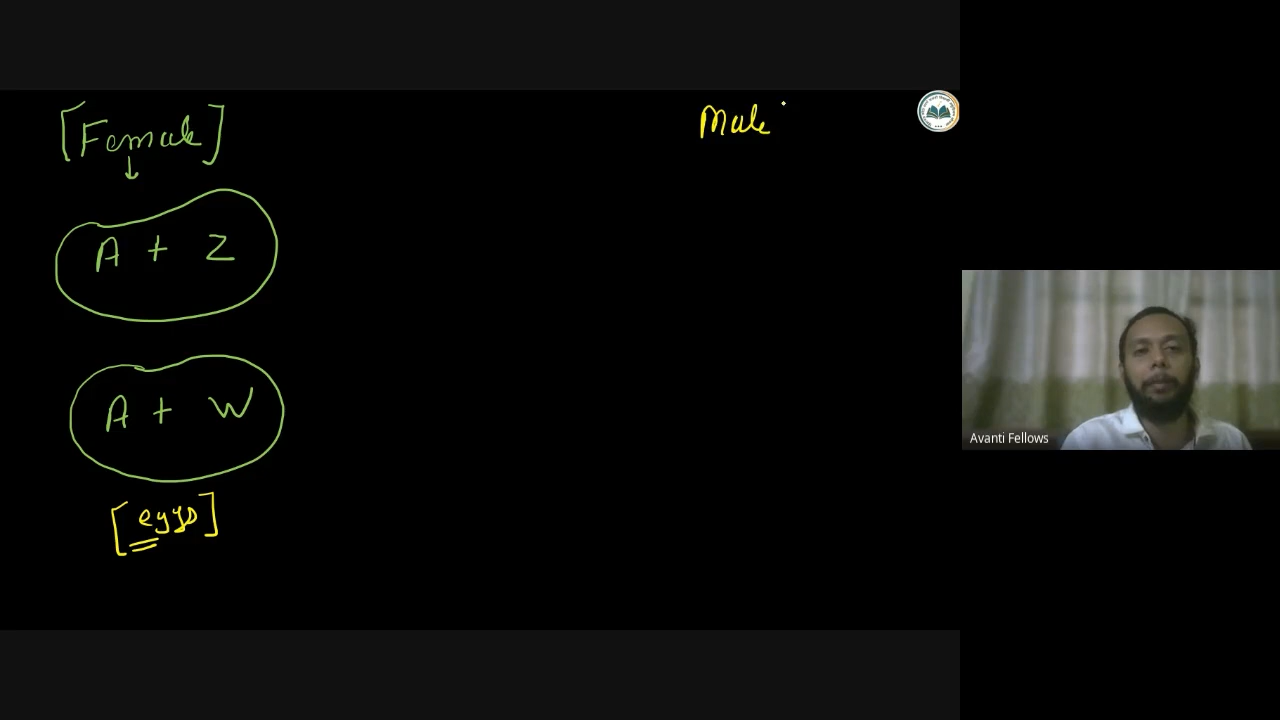 [Female]
Male
↓
A + Z
A + W
[eggs]
Avanti Fellows